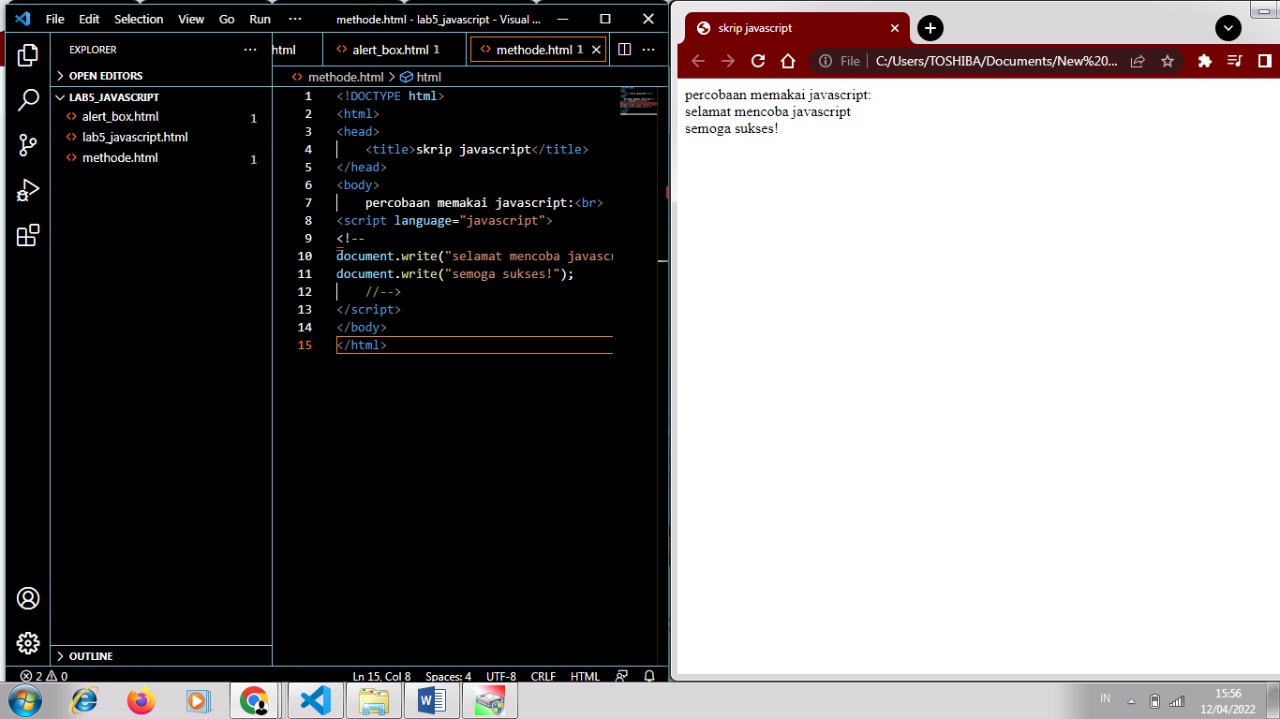 File Edit Selection View Go Run ··· methode.html - lab5_javascript - Visual ...
EXPLORER ···
OPEN EDITORS
LAB5_JAVASCRIPT
alert_box.html 1
lab5_javascript.html
methode.html 1
OUTLINE
html alert_box.html 1 methode.html 1
methode.html > html
1 <!DOCTYPE html>
2 <html>
3 <head>
4 <title>skrip javascript</title>
5 </head>
6 <body>
7 percobaan memakai javascript:<br>
8 <script language="javascript">
9 <!--
10 document.write("selamat mencoba javascr
11 document.write("semoga sukses!");
12 //-->
13 </script>
14 </body>
15 </html>
2 0 Ln 15, Col 8 Spaces: 4 UTF-8 CRLF HTML
skrip javascript
File C:/Users/TOSHIBA/Documents/New%20...
percobaan memakai javascript:
selamat mencoba javascript
semoga sukses!
IN 15:56
12/04/2022